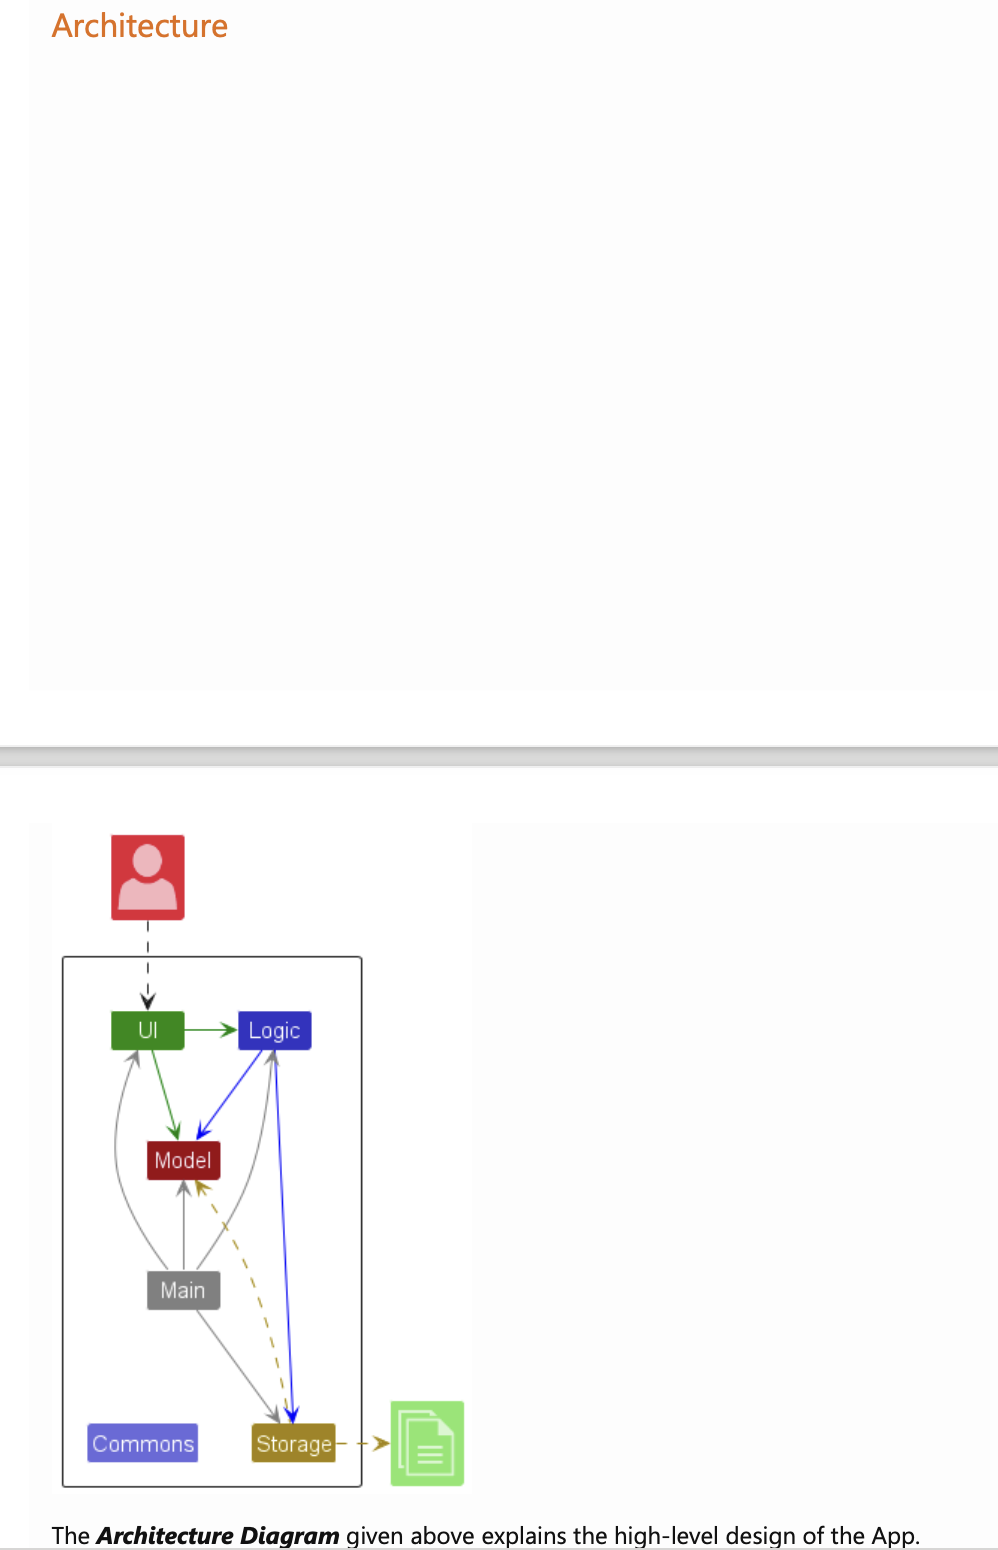 Architecture
UI
Logic
Model
Main
Commons
Storage
The Architecture Diagram given above explains the high-level design of the App.